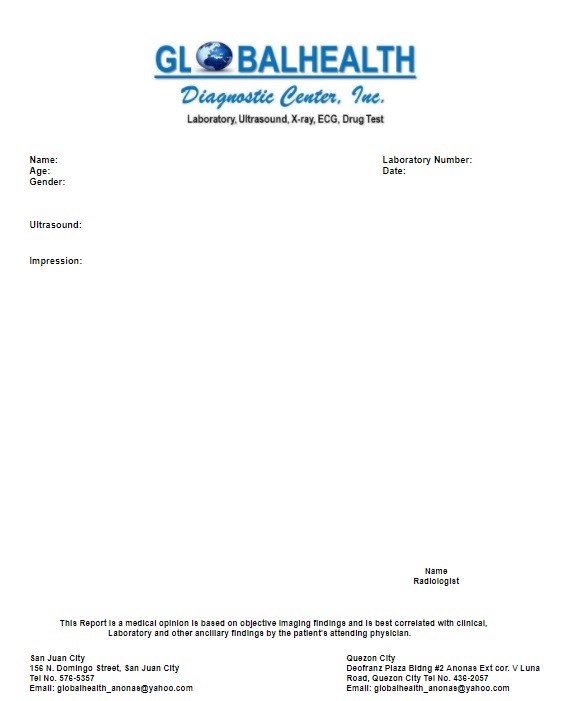 GLOBALHEALTH
Diagnostic Center, Inc.
Laboratory, Ultrasound, X-ray, ECG, Drug Test
Name: Laboratory Number:
Age: Date:
Gender:
Ultrasound:
Impression:
Name
Radiologist
This Report is a medical opinion is based on objective imaging findings and is best correlated with clinical,
Laboratory and other ancillary findings by the patient's attending physician.
San Juan City
156 N. Domingo Street, San Juan City
Tel No. 576-5357
Email: globalhealth_anonas@yahoo.com
Quezon City
Deofranz Plaza Bldng #2 Anonas Ext cor. V Luna
Road, Quezon City Tel No. 436-2057
Email: globalhealth_anonas@yahoo.com